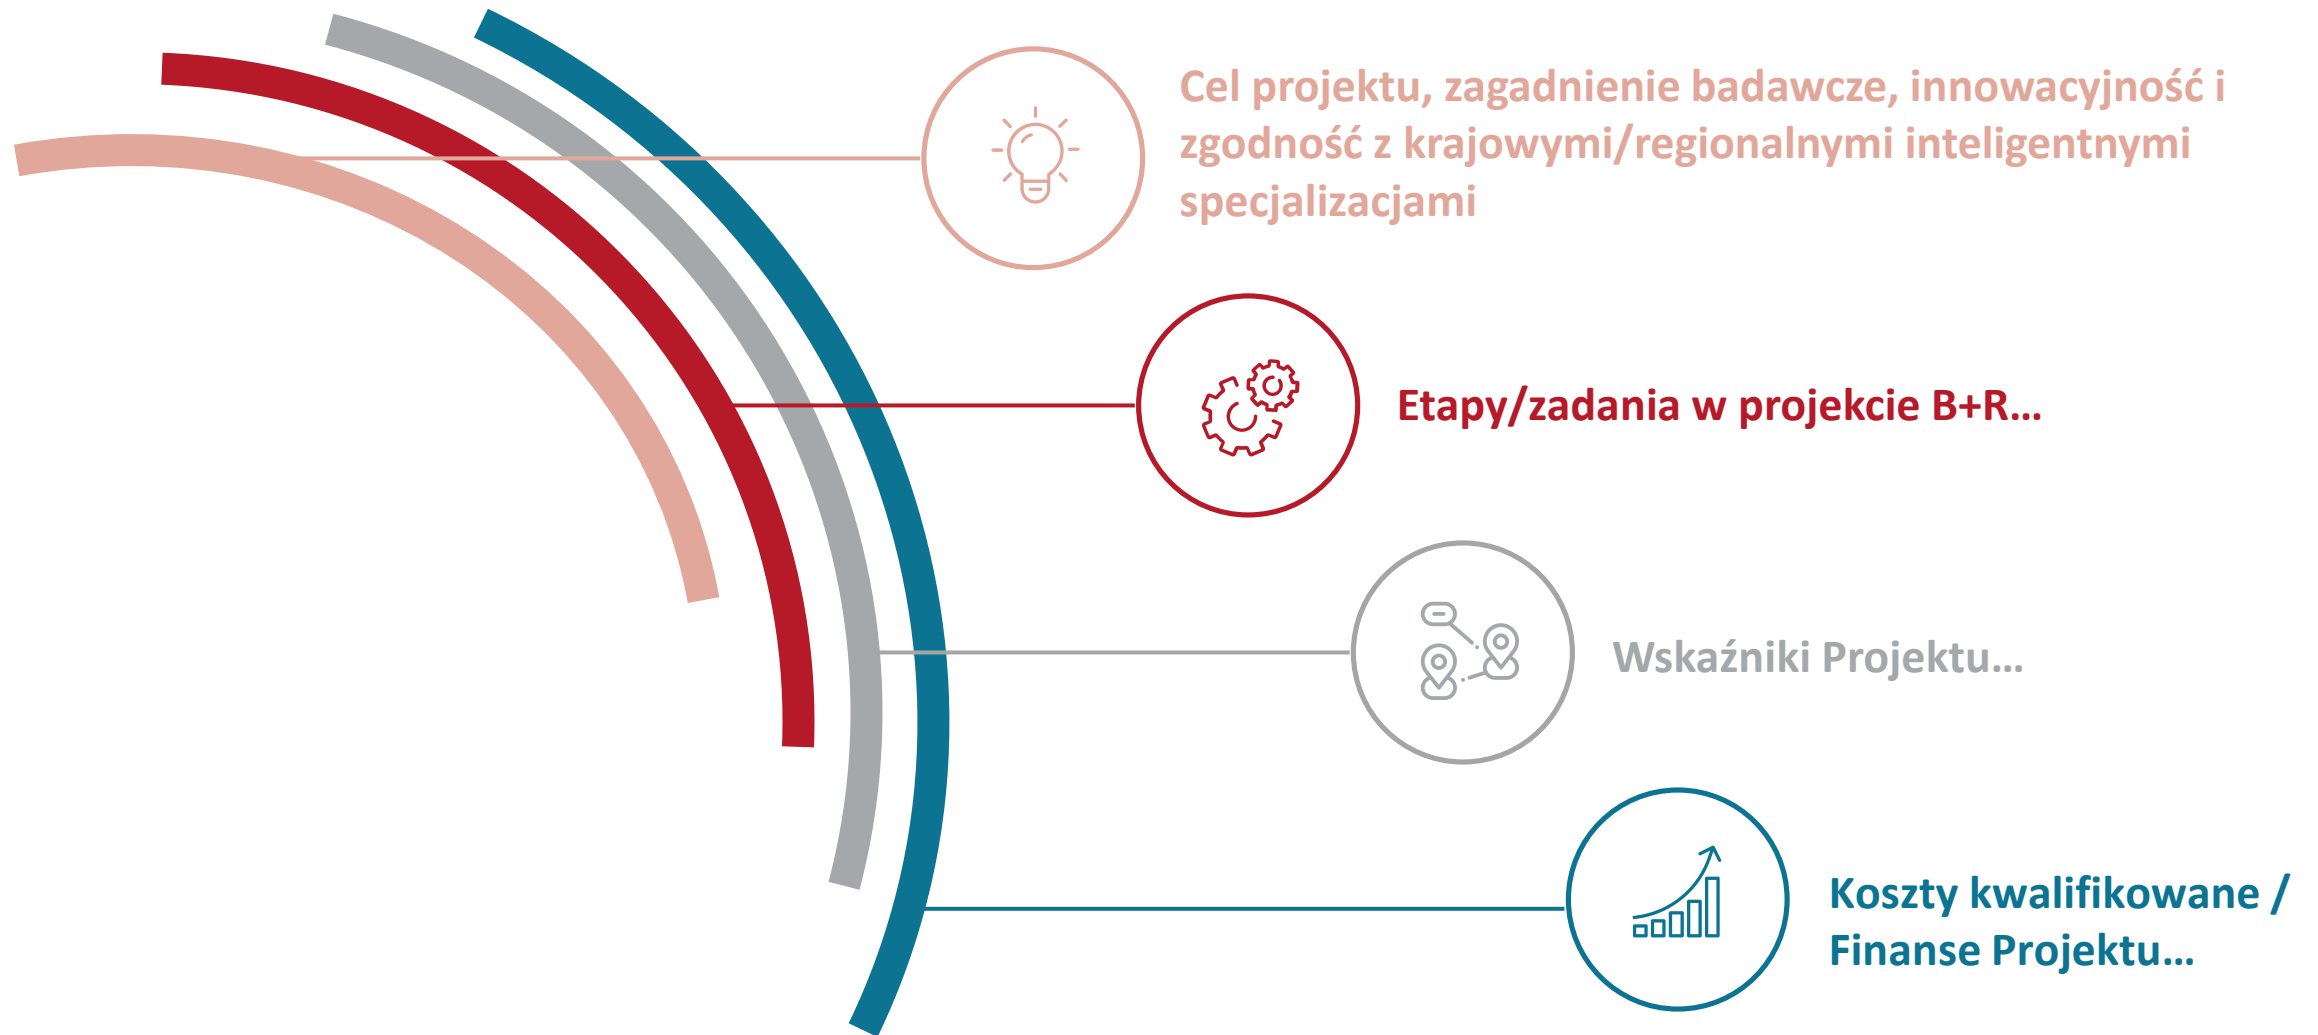 Cel projektu, zagadnienie badawcze, innowacyjność i
zgodność z krajowymi/regionalnymi inteligentnymi
specjalizacjami
Etapy/zadania w projekcie B+R...
Wskaźniki Projektu...
Koszty kwalifikowane /
Finanse Projektu...